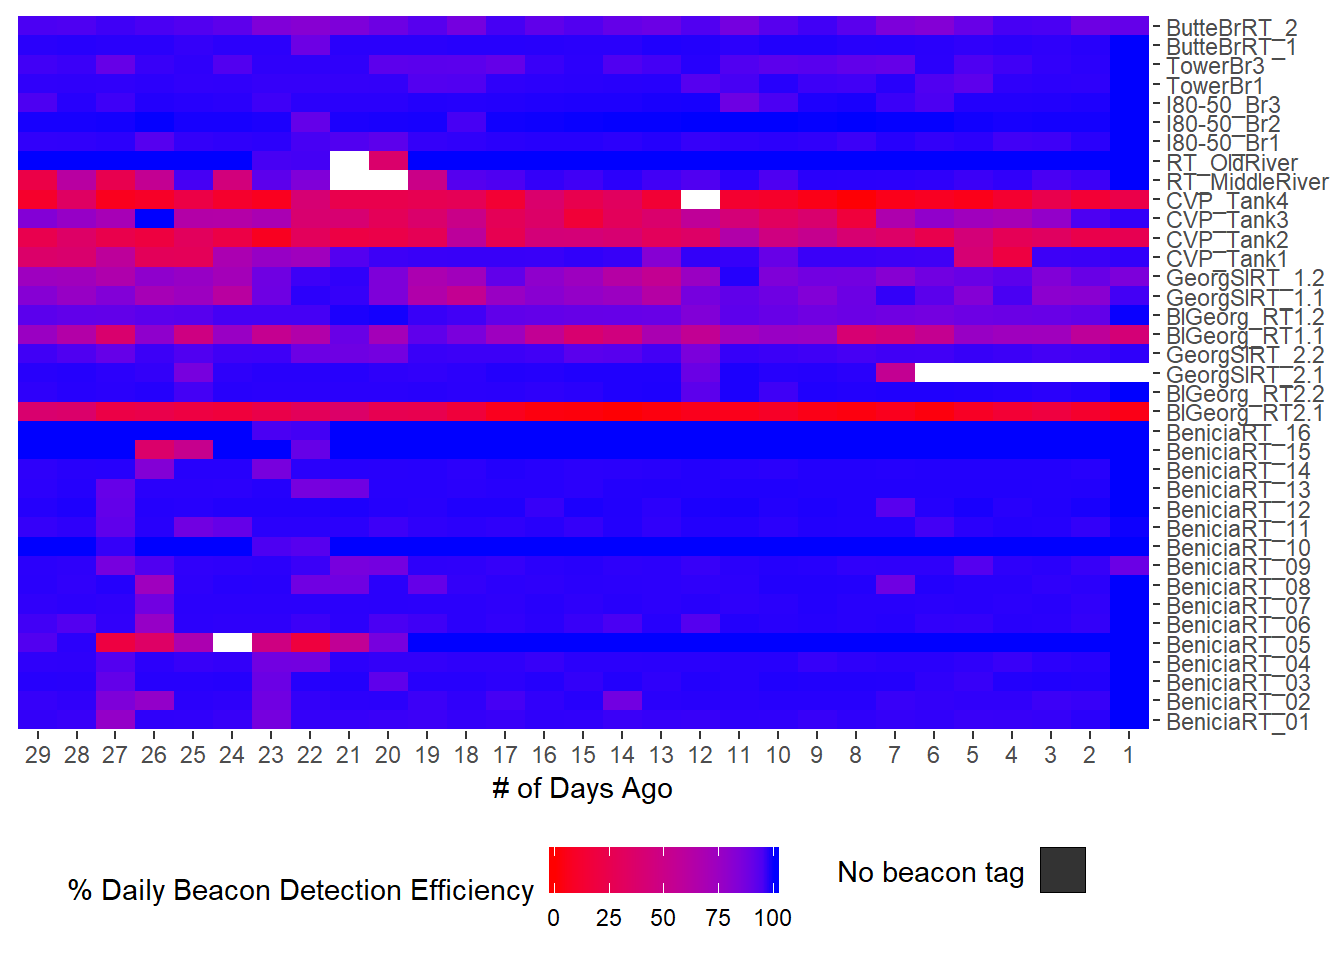 ButteBrRT_2
ButteBrRT_1
TowerBr3
TowerBr1
I80-50_Br3
I80-50_Br2
I80-50_Br1
RT_OldRiver
RT_MiddleRiver
CVP_Tank4
CVP_Tank3
CVP_Tank2
CVP_Tank1
GeorgSlRT_1.2
GeorgSlRT_1.1
BlGeorg_RT1.2
BlGeorg_RT1.1
GeorgSlRT_2.2
GeorgSlRT_2.1
BlGeorg_RT2.2
BlGeorg_RT2.1
BeniciaRT_16
BeniciaRT_15
BeniciaRT_14
BeniciaRT_13
BeniciaRT_12
BeniciaRT_11
BeniciaRT_10
BeniciaRT_09
BeniciaRT_08
BeniciaRT_07
BeniciaRT_06
BeniciaRT_05
BeniciaRT_04
BeniciaRT_03
BeniciaRT_02
BeniciaRT_01
29 28 27 26 25 24 23 22 21 20 19 18 17 16 15 14 13 12 11 10 9 8 7 6 5 4 3 2 1
# of Days Ago
% Daily Beacon Detection Efficiency
0 25 50 75 100
No beacon tag